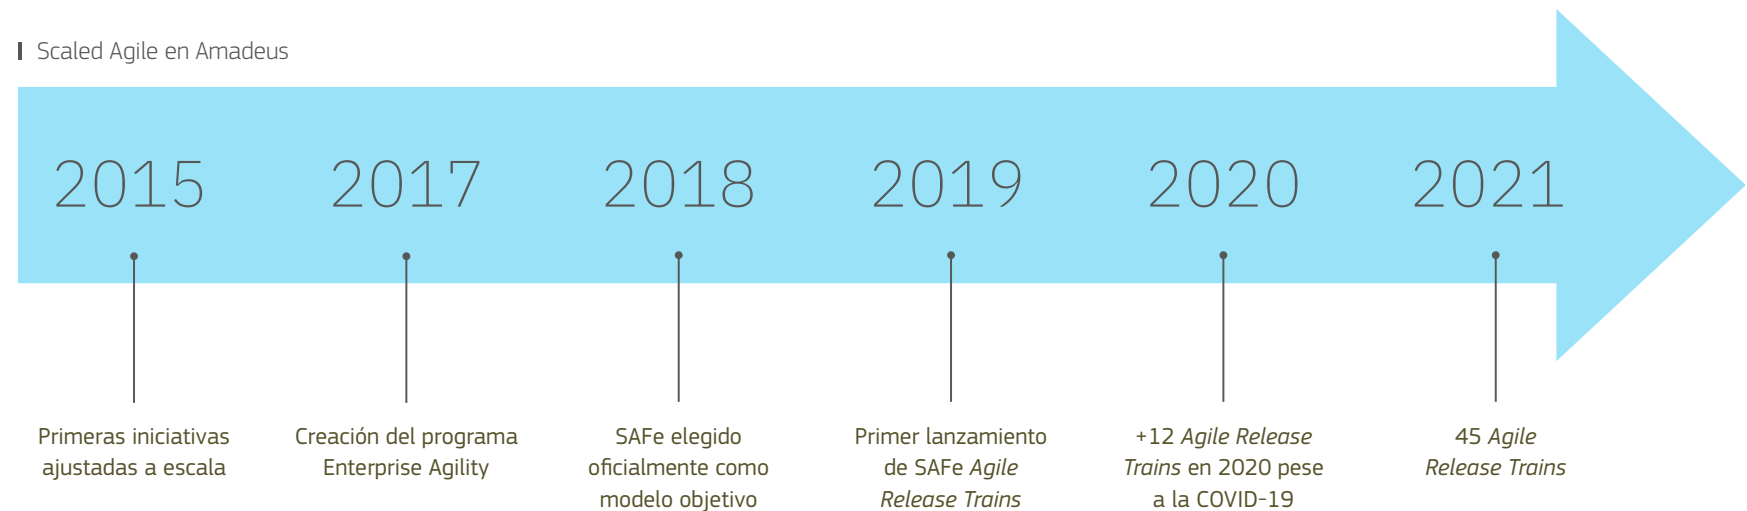 Scaled Agile en Amadeus
2015
2017
2018
2019
2020
2021
Primeras iniciativas
ajustadas a escala
Creación del programa
Enterprise Agility
SAFe elegido
oficialmente como
modelo objetivo
Primer lanzamiento
de SAFe Agile
Release Trains
+12 Agile Release
Trains en 2020 pese
a la COVID-19
45 Agile
Release Trains